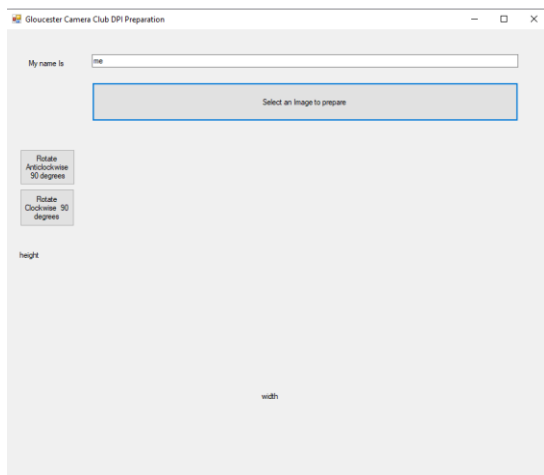 Gloucester Camera Club DPI Preparation
My name Is
me
Select an Image to prepare
Rotate
Anticlockwise
90 degrees
Rotate
Clockwise 90
degrees
height
width